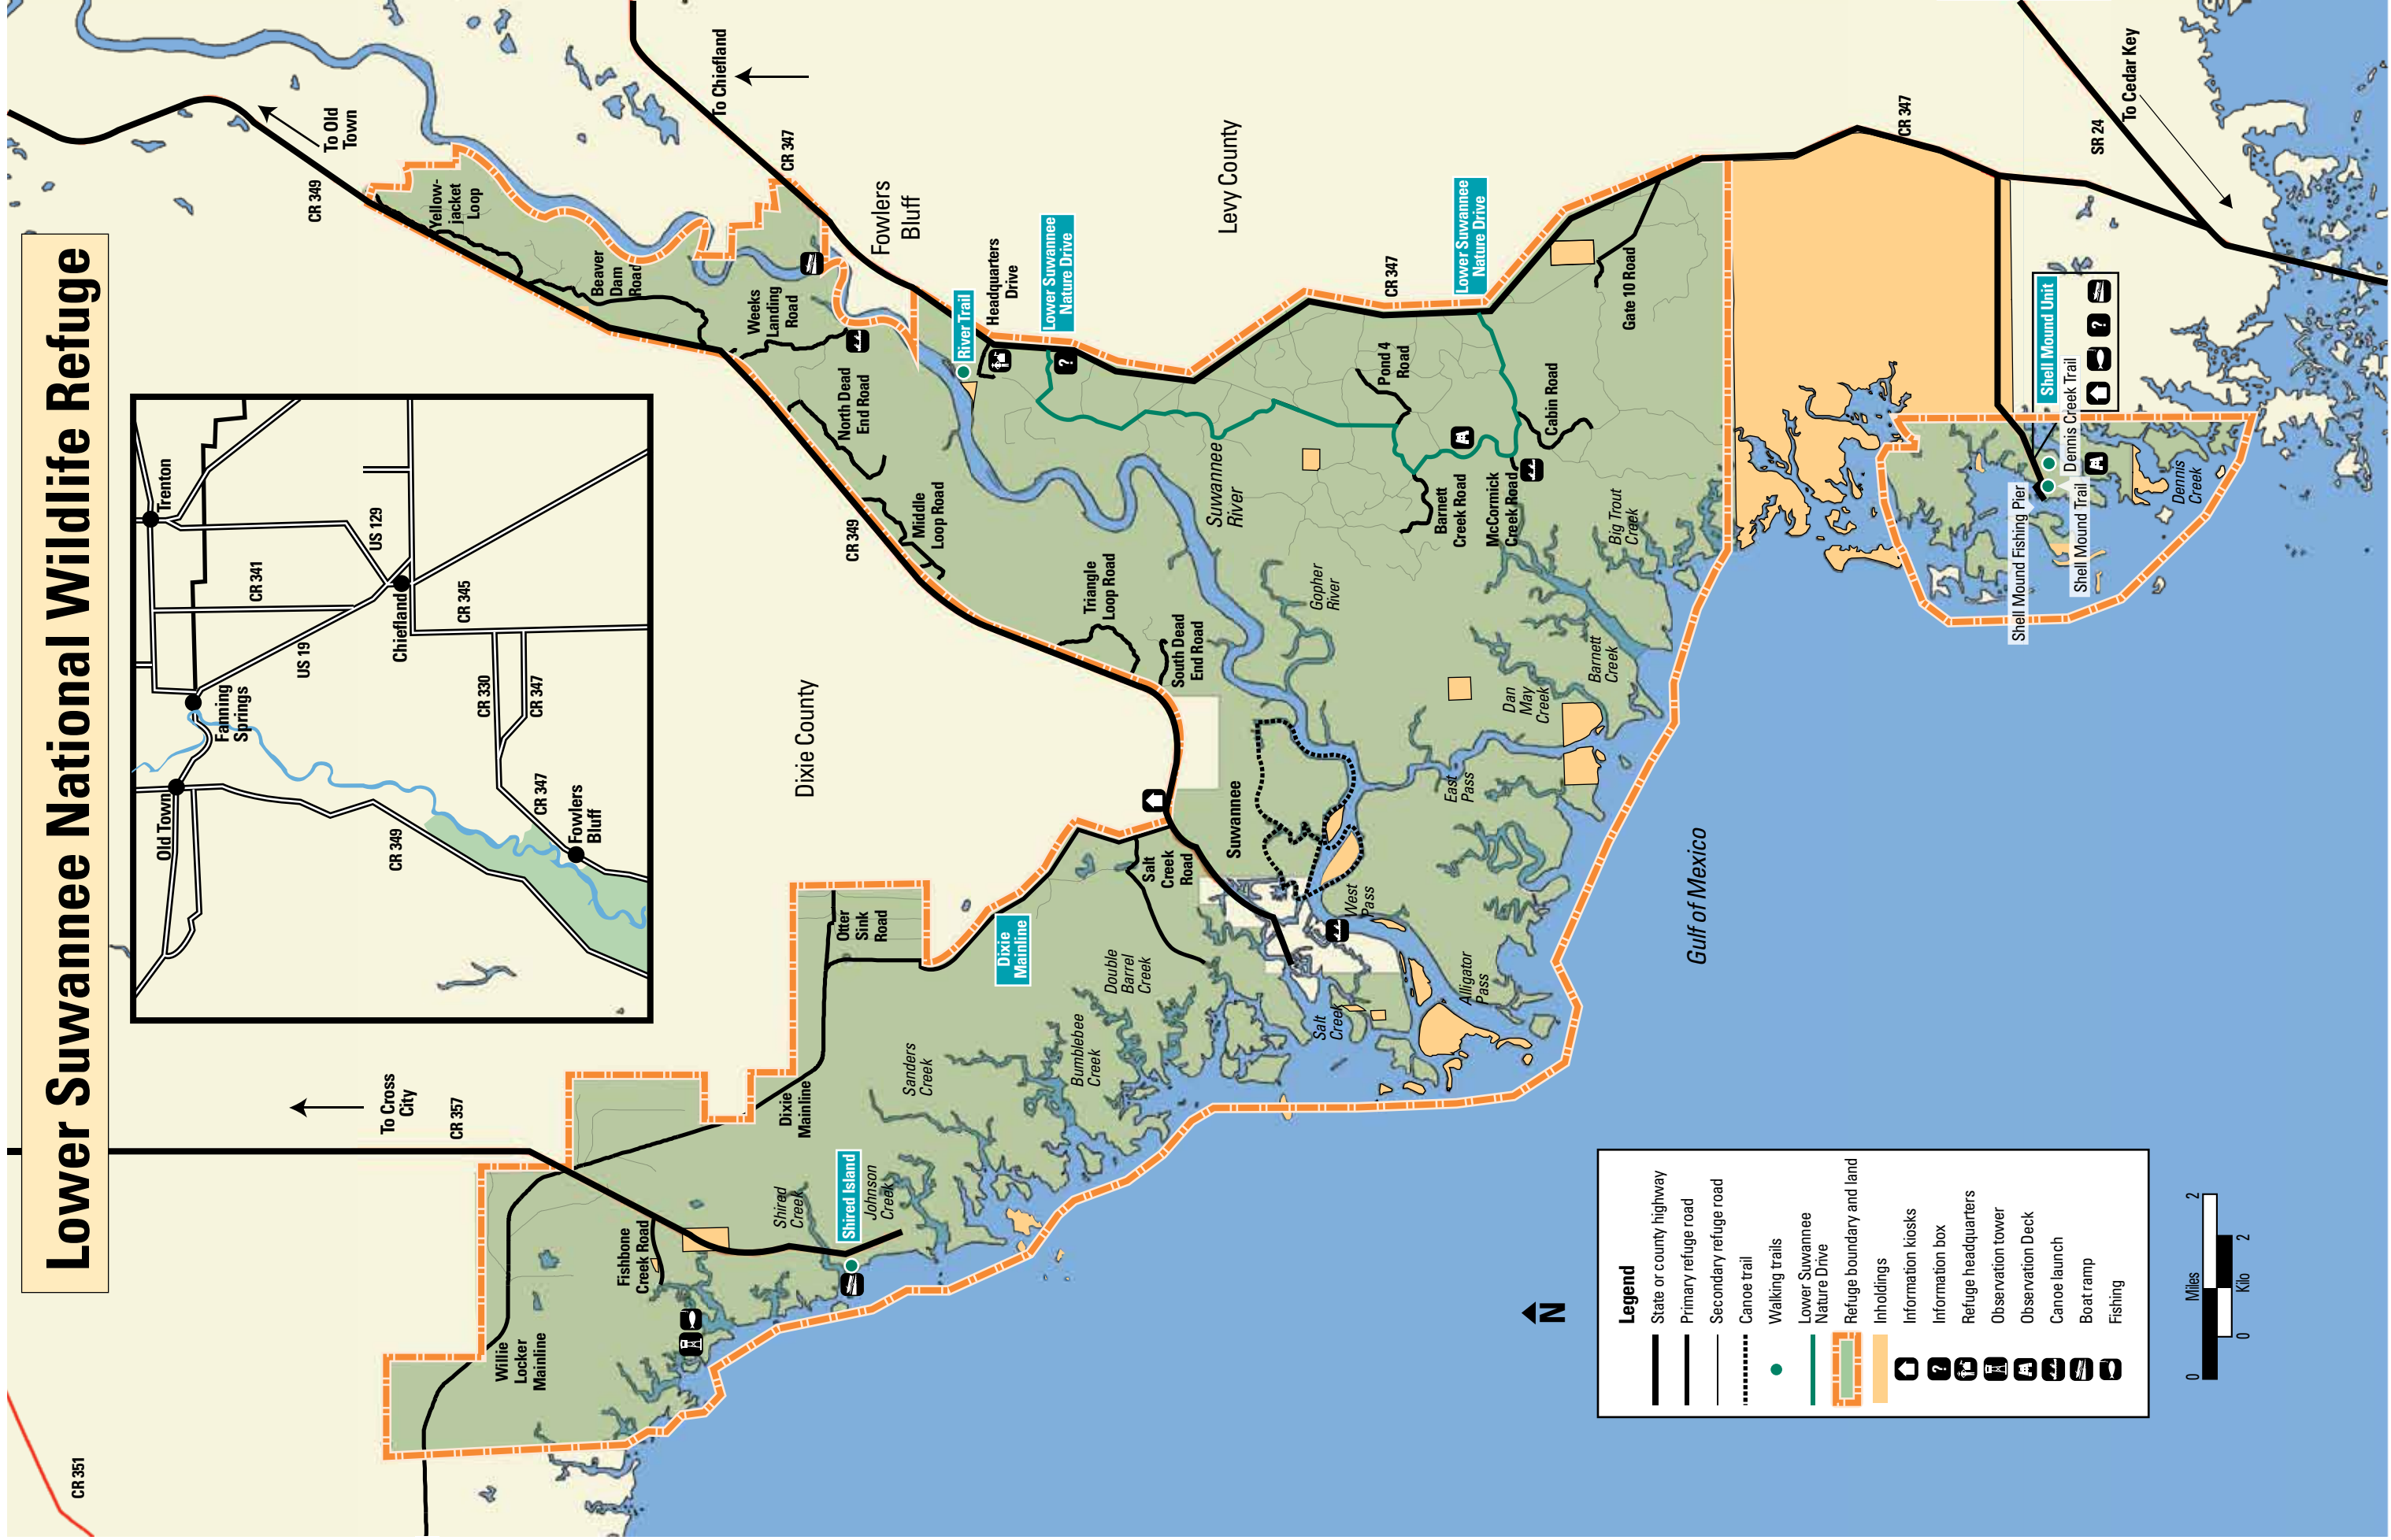 Lower Suwannee National Wildlife Refuge
CR 351
To Cross
City
CR 357
Old Town
Fanning
Springs
Trenton
CR 341
US 19
US 129
Chiefland
CR 345
CR 330
CR 347
CR 349
CR 347
Fowlers
Bluff
To Old
Town
CR 349
To Chiefland
CR 347
Yellow-
jacket
Loop
Beaver
Dam
Road
Weeks
Landing
Road
Fowlers
Bluff
River Trail
Headquarters
Drive
Lower Suwannee
Nature Drive
Levy County
North Dead
End Road
Middle
Loop Road
CR 349
Triangle
Loop Road
South Dead
End Road
Dixie County
Suwannee
River
Gopher
River
Pond 4
Road
CR 347
Lower Suwannee
Nature Drive
Cabin Road
Gate 10 Road
Barnett
Creek Road
McCormick
Creek Road
Big Trout
Creek
Barnett
Creek
Dan
May
Creek
East
Pass
West
Pass
Alligator
Pass
Suwannee
Salt
Creek
Road
Salt
Creek
Double
Barrel
Creek
Bumblebee
Creek
Sanders
Creek
Otter
Sink
Road
Dixie
Mainline
Dixie
Mainline
Shired
Creek
Shired Island
Johnson
Creek
Fishbone
Creek Road
Willie
Locker
Mainline
Gulf of Mexico
CR 347
SR 24
To Cedar Key
Shell Mound Unit
Dennis Creek Trail
Shell Mound Fishing Pier
Shell Mound Trail
Dennis
Creek
N
Legend
State or county highway
Primary refuge road
Secondary refuge road
Canoe trail
Walking trails
Lower Suwannee
Nature Drive
Refuge boundary and land
Inholdings
Information kiosks
? Information box
Refuge headquarters
Observation tower
Observation Deck
Canoe launch
Boat ramp
Fishing
0 Miles 2
0 Kilo 2